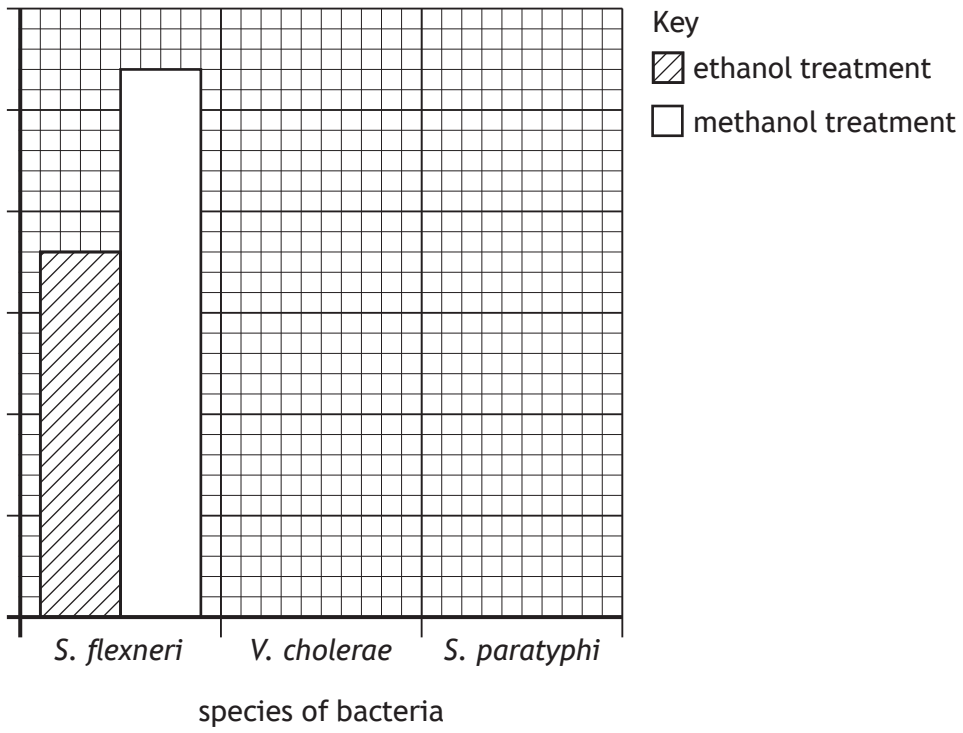 Key
ethanol treatment
methanol treatment
S. flexneri V. cholerae S. paratyphi
species of bacteria